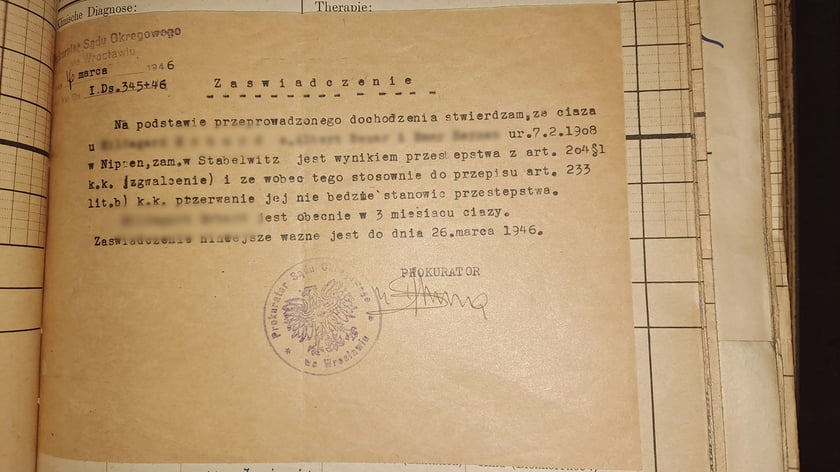 Klinische Diagnose: Therapie:
Prokurator Sądu Okręgowego
we Wrocławiu
marca 1946
I.Ds.345+46
Zaswiadczenie
Na podstawie przeprowadzonego dochodzenia stwierdzam,ze ciaza
u ur.7.2.1908
w Nippen,zam.w Stabelwitz jest wynikiem przestepstwa z art. 204§1
k.k. (zgwalcenie) i ze wobec tego stosownie do przepisu art. 233
lit.b) k.k. przerwanie jej nie bedzie stanowic przestepstwa.
jest obecnie w 3 miesiacu ciazy.
Zaswiadczenie niniejsze wazne jest do dnia 26.marca 1946.
PROKURATOR
Prokurator Sądu Okręgowego
we Wrocławiu